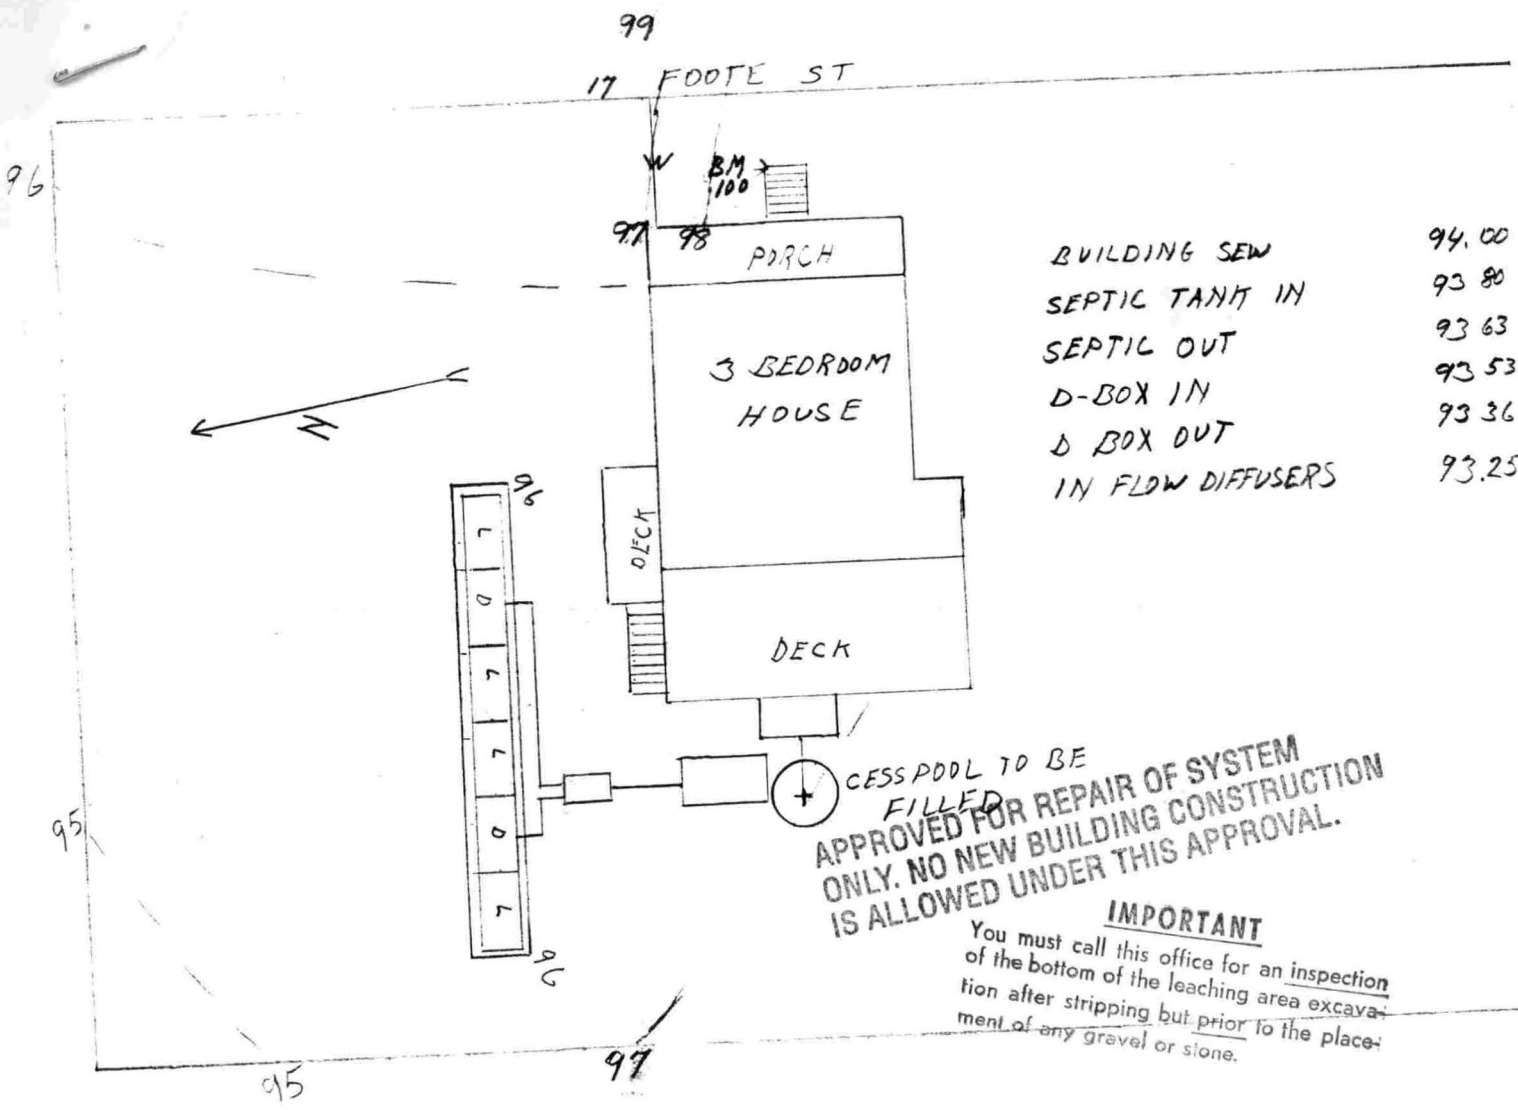 99
17 FOOTE ST
96
W
BM
100
97 98
PORCH
BUILDING SEW 94.00
SEPTIC TANK IN 93 80
SEPTIC OUT 93 63
D-BOX IN 93 53
D BOX OUT 93 36
IN FLOW DIFFUSERS 93.25
3 BEDROOM
HOUSE
N
96
DECK
L
D
L
L
D
L
DECK
CESSPOOL TO BE
FILLED
95
APPROVED FOR REPAIR OF SYSTEM
ONLY. NO NEW BUILDING CONSTRUCTION
IS ALLOWED UNDER THIS APPROVAL.
IMPORTANT
You must call this office for an inspection
of the bottom of the leaching area excava-
tion after stripping but prior to the place-
ment of any gravel or stone.
96
95
97